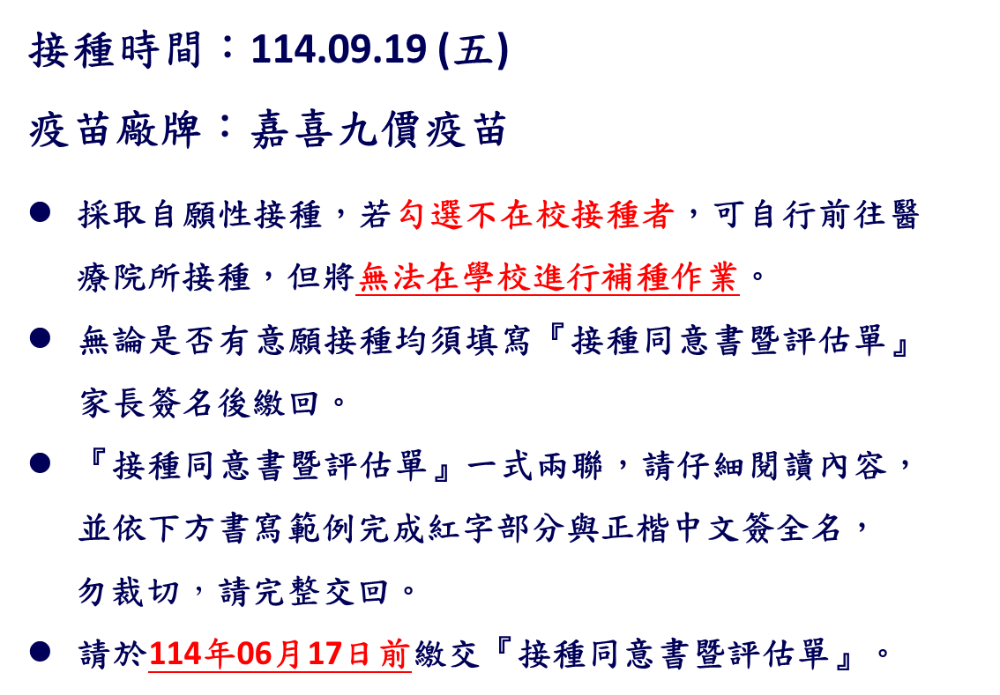 接種時間：114.09.19 (五)
疫苗廠牌：嘉喜九價疫苗
● 採取自願性接種，若勾選不在校接種者，可自行前往醫
療院所接種，但將無法在學校進行補種作業。
● 無論是否有意願接種均須填寫『接種同意書暨評估單』
家長簽名後繳回。
● 『接種同意書暨評估單』一式兩聯，請仔細閱讀內容，
並依下方書寫範例完成紅字部分與正楷中文簽全名，
勿裁切，請完整交回。
● 請於114年06月17日前繳交『接種同意書暨評估單』。